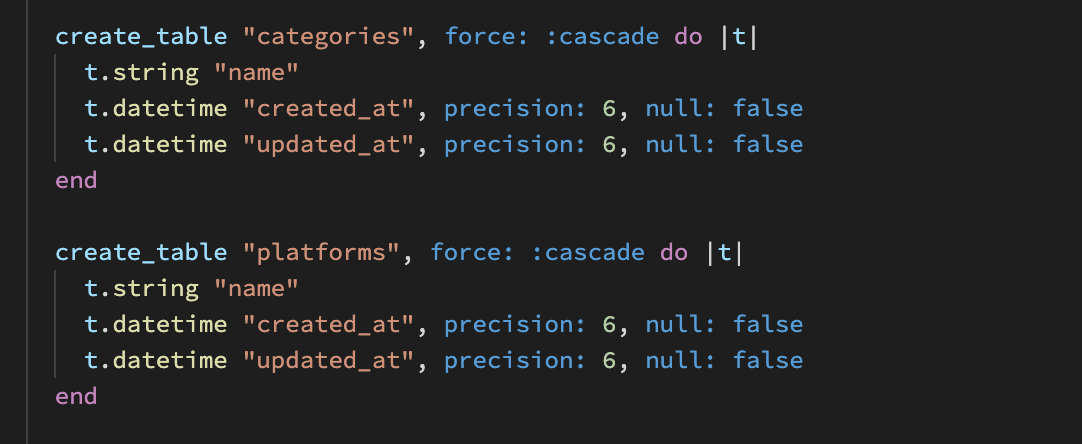 create_table "categories", force: :cascade do |t|
t.string "name"
t.datetime "created_at", precision: 6, null: false
t.datetime "updated_at", precision: 6, null: false
end
create_table "platforms", force: :cascade do |t|
t.string "name"
t.datetime "created_at", precision: 6, null: false
t.datetime "updated_at", precision: 6, null: false
end